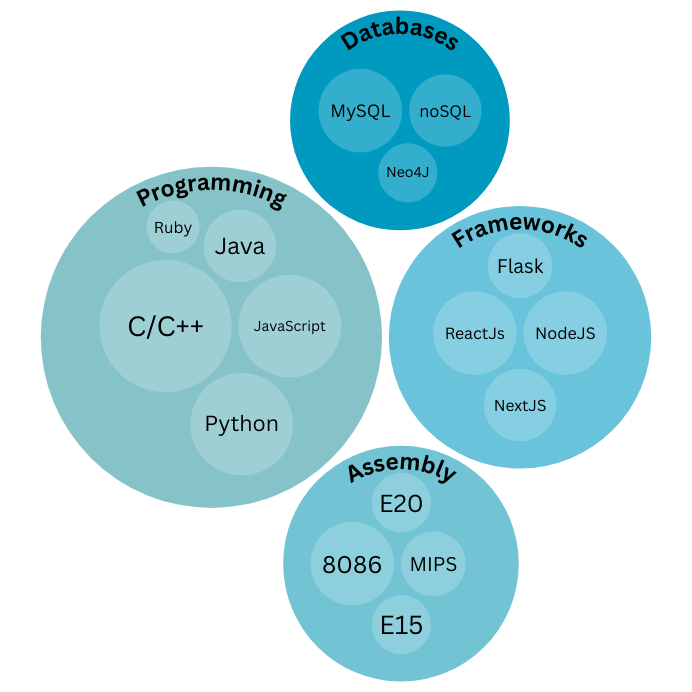 Databases
MySQL
noSQL
Neo4J
Programming
Ruby
Java
C/C++
JavaScript
Python
Frameworks
Flask
ReactJs
NodeJS
NextJS
Assembly
E20
8086
MIPS
E15